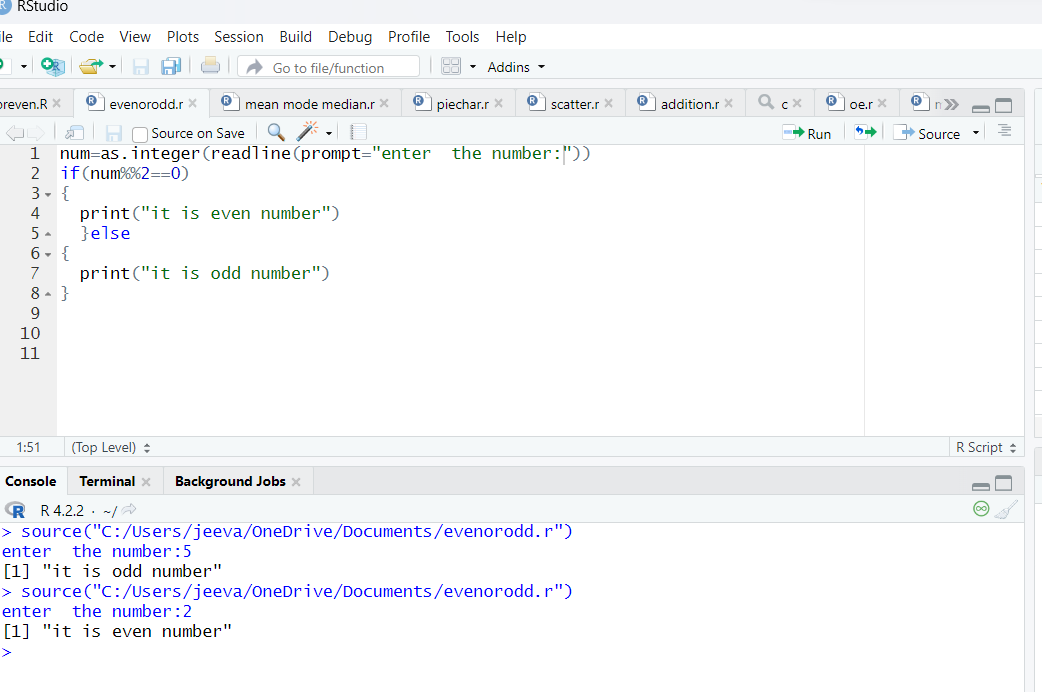 RStudio
ile Edit Code View Plots Session Build Debug Profile Tools Help
Go to file/function Addins
oreven.R evenorodd.r mean mode median.r piechar.r scatter.r addition.r c oe.r
Source on Save Run Source
1 num=as.integer(readline(prompt="enter  the number:"))
2 if(num%%2==0)
3 {
4   print("it is even number")
5   }else
6 {
7   print("it is odd number")
8 }
9
10
11
1:51 (Top Level) R Script
Console Terminal Background Jobs
R R 4.2.2 · ~/
> source("C:/Users/jeeva/OneDrive/Documents/evenorodd.r")
enter  the number:5
[1] "it is odd number"
> source("C:/Users/jeeva/OneDrive/Documents/evenorodd.r")
enter  the number:2
[1] "it is even number"
>